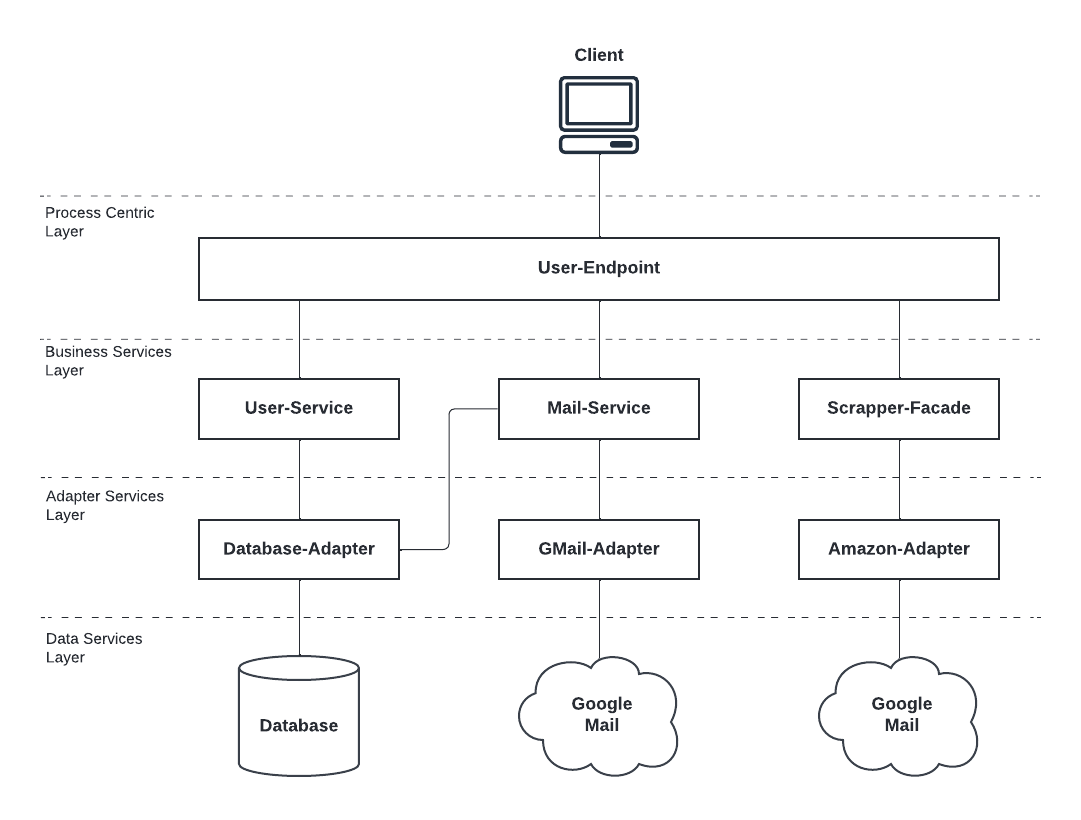 Client
Process Centric
Layer
User-Endpoint
Business Services
Layer
User-Service
Mail-Service
Scrapper-Facade
Adapter Services
Layer
Database-Adapter
GMail-Adapter
Amazon-Adapter
Data Services
Layer
Database
Google
Mail
Google
Mail